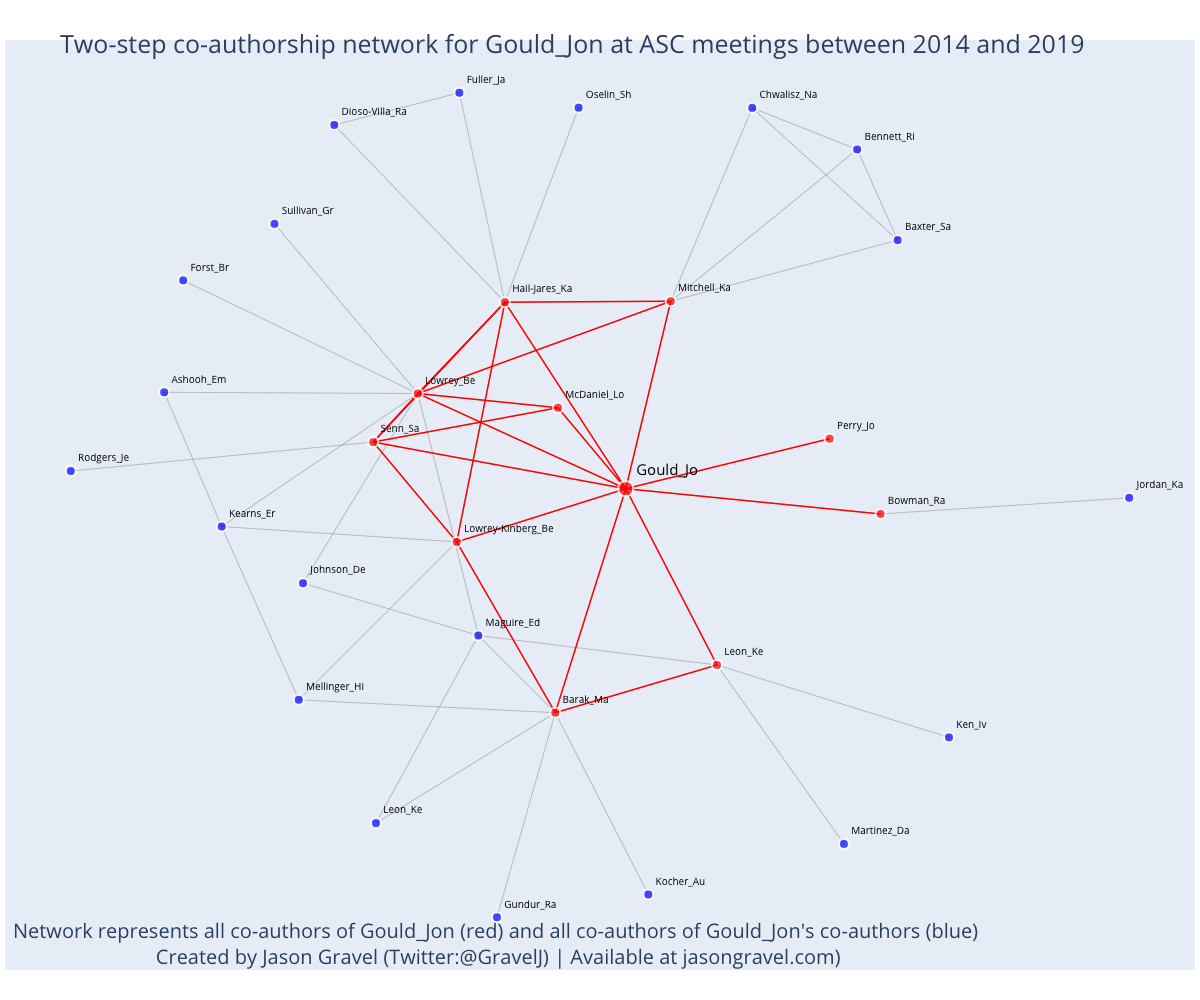 Two-step co-authorship network for Gould_Jon at ASC meetings between 2014 and 2019
Fuller_Ja
Oselin_Sh
Chwalisz_Na
Dioso-Villa_Ra
Bennett_Ri
Sullivan_Gr
Baxter_Sa
Forst_Br
Hail-Jares_Ka
Mitchell_Ka
Ashooh_Em
Lowrey_Be
McDaniel_Lo
Senn_Sa
Perry_Jo
Rodgers_Je
Gould_Jo
Jordan_Ka
Bowman_Ra
Kearns_Er
Lowrey-Kinberg_Be
Johnson_De
Maguire_Ed
Leon_Ke
Mellinger_Hi
Barak_Ma
Ken_Iv
Leon_Ke
Martinez_Da
Kocher_Au
Gundur_Ra
Network represents all co-authors of Gould_Jon (red) and all co-authors of Gould_Jon's co-authors (blue)
Created by Jason Gravel (Twitter:@GravelJ) | Available at jasongravel.com)